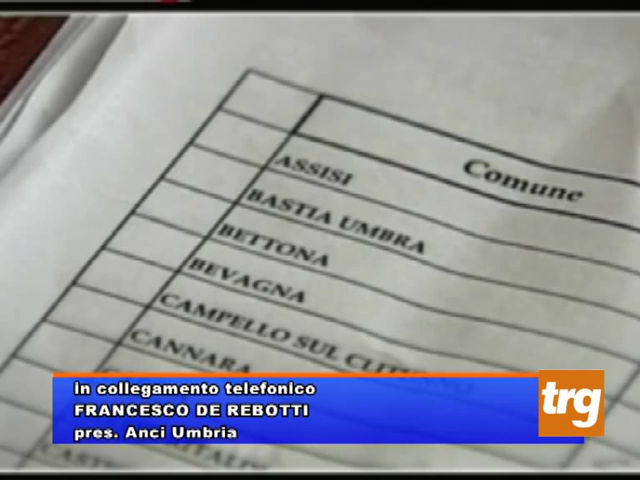 Comune
ASSISI
BASTIA UMBRA
BETTONA
BEVAGNA
CAMPELLO SUL CLITUNNO
CANNARA
in collegamento telefonico
FRANCESCO DE REBOTTI
pres. Anci Umbria
trg